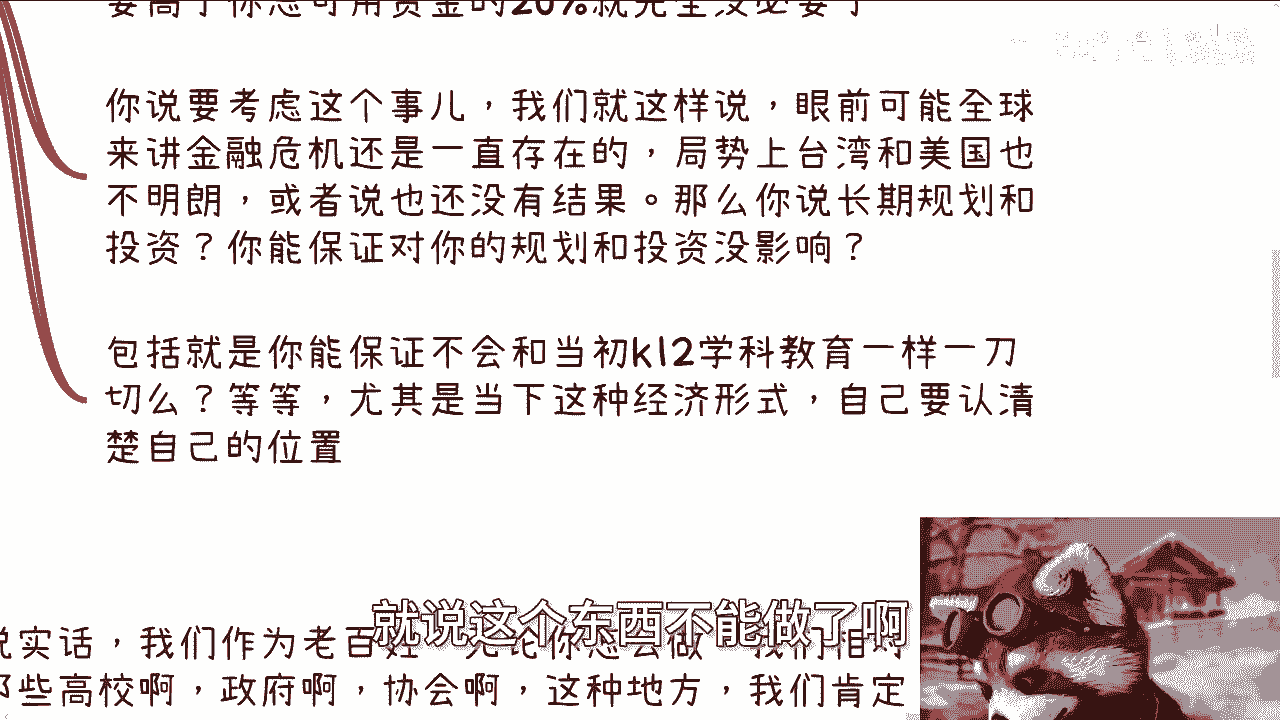 要高于你总可用资金的20%就完全没必要了
你说要考虑这个事儿，我们就这样说，眼前可能全球
来讲金融危机还是一直存在的，局势上台湾和美国也
不明朗，或者说也还没有结果。那么你说长期规划和
投资？你能保证对你的规划和投资没影响？
包括就是你能保证不会和当初k12学科教育一样一刀
切么？等等，尤其是当下这种经济形式，自己要认清
楚自己的位置
就说这个东西不能做了啊
说实话，我们作为老百姓 无论你怎么做 我们相对
那些高校啊，政府啊，协会啊，这种地方，我们肯定